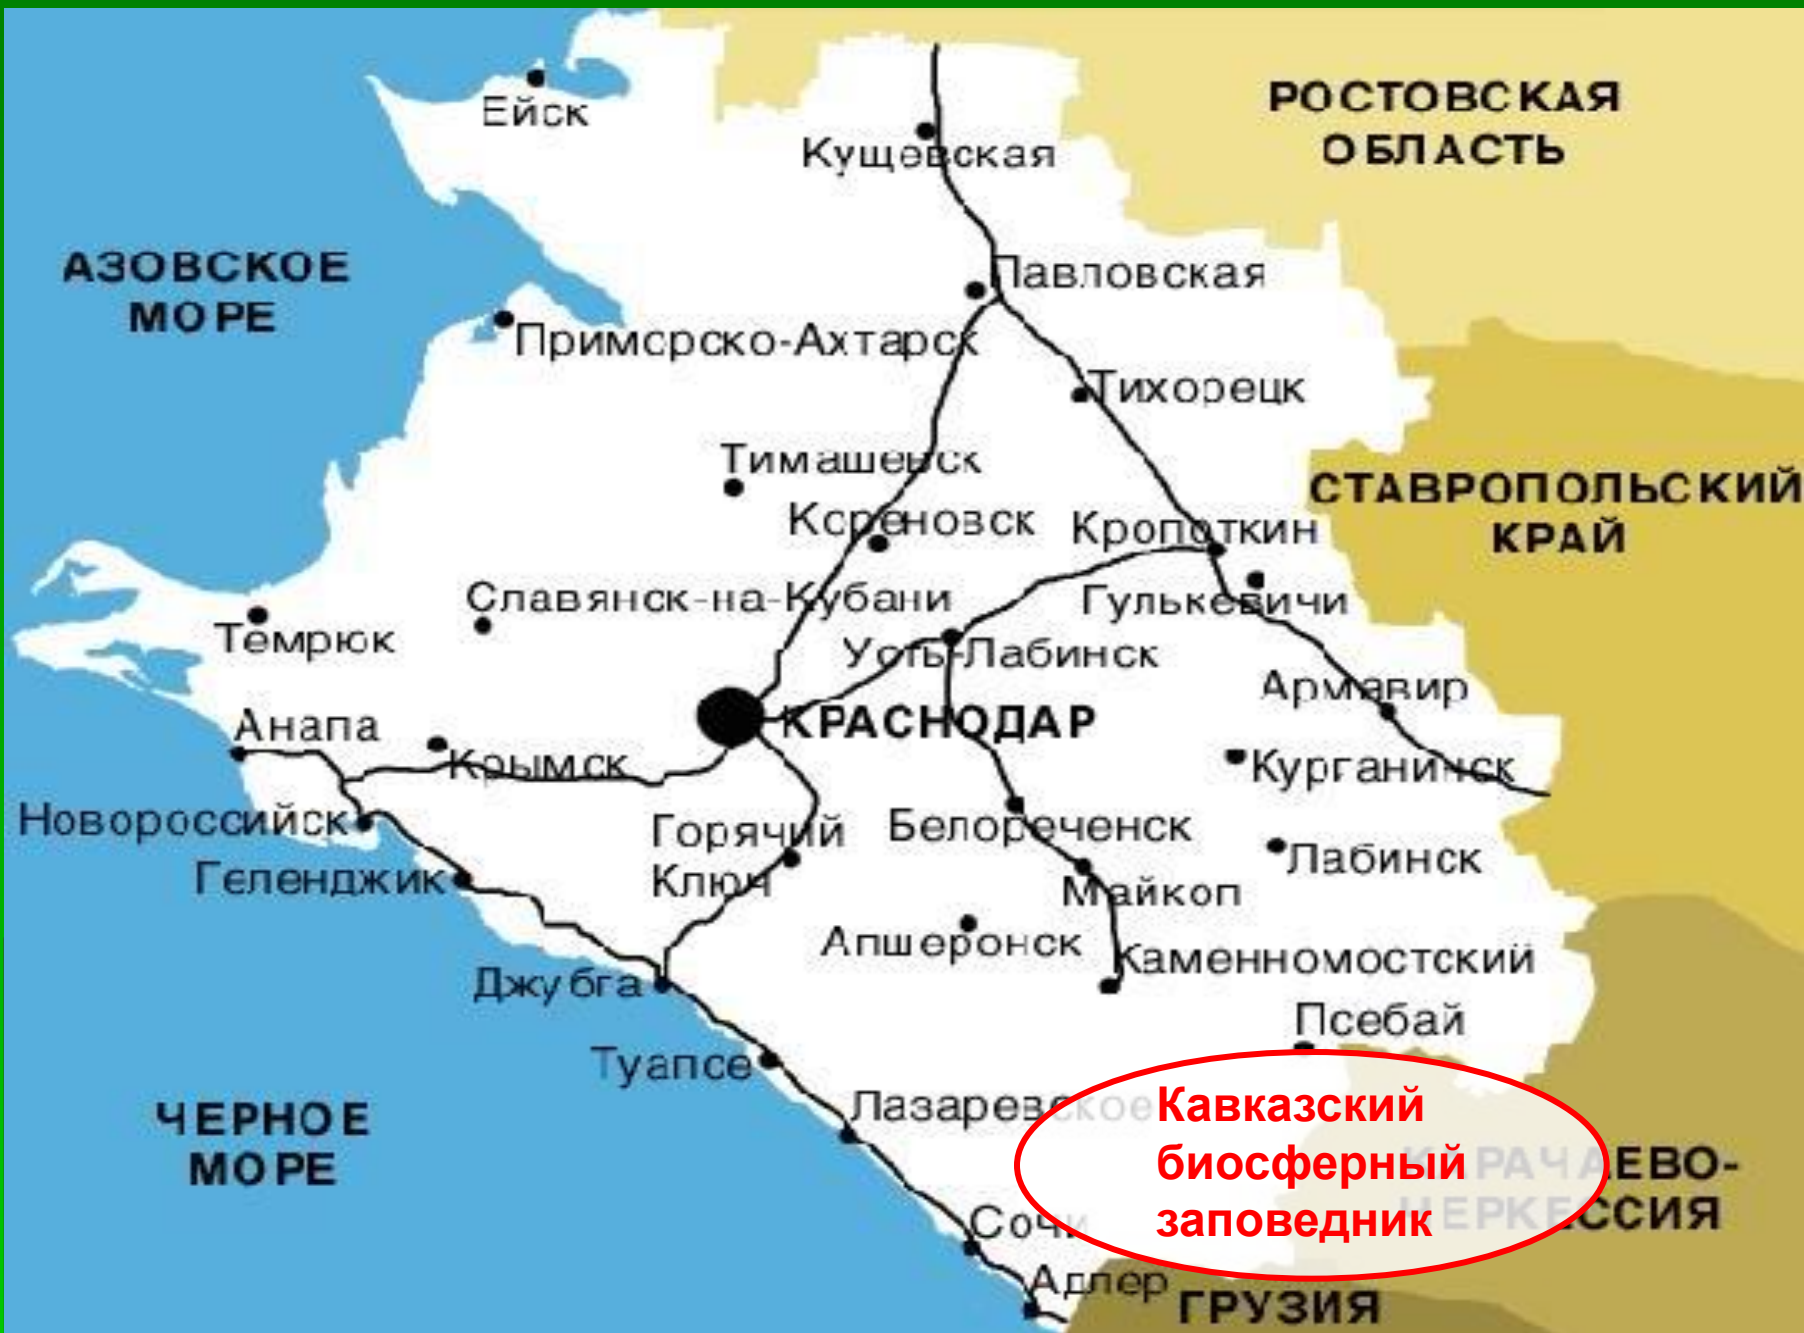 Ейск
РОСТОВСКАЯ
ОБЛАСТЬ
Кущевская
АЗОВСКОЕ
МОРЕ
Павловская
Приморско-Ахтарск
Тихорецк
Тимашевск
СТАВРОПОЛЬСКИЙ
КРАЙ
Кореновск
Кропоткин
Славянск-на-Кубани
Гулькевичи
Темрюк
Усть-Лабинск
Армавир
Анапа
КРАСНОДАР
Крымск
Курганинск
Новороссийск
Горячий
Ключ
Белореченск
Лабинск
Геленджик
Майкоп
Апшеронск
Каменномостский
Джубга
Псебай
Туапсе
Лазаревское
Кавказский
биосферный
заповедник
ЧЕРНОЕ
МОРЕ
КАРАЧАЕВО-
ЧЕРКЕССИЯ
Сочи
Адлер
ГРУЗИЯ